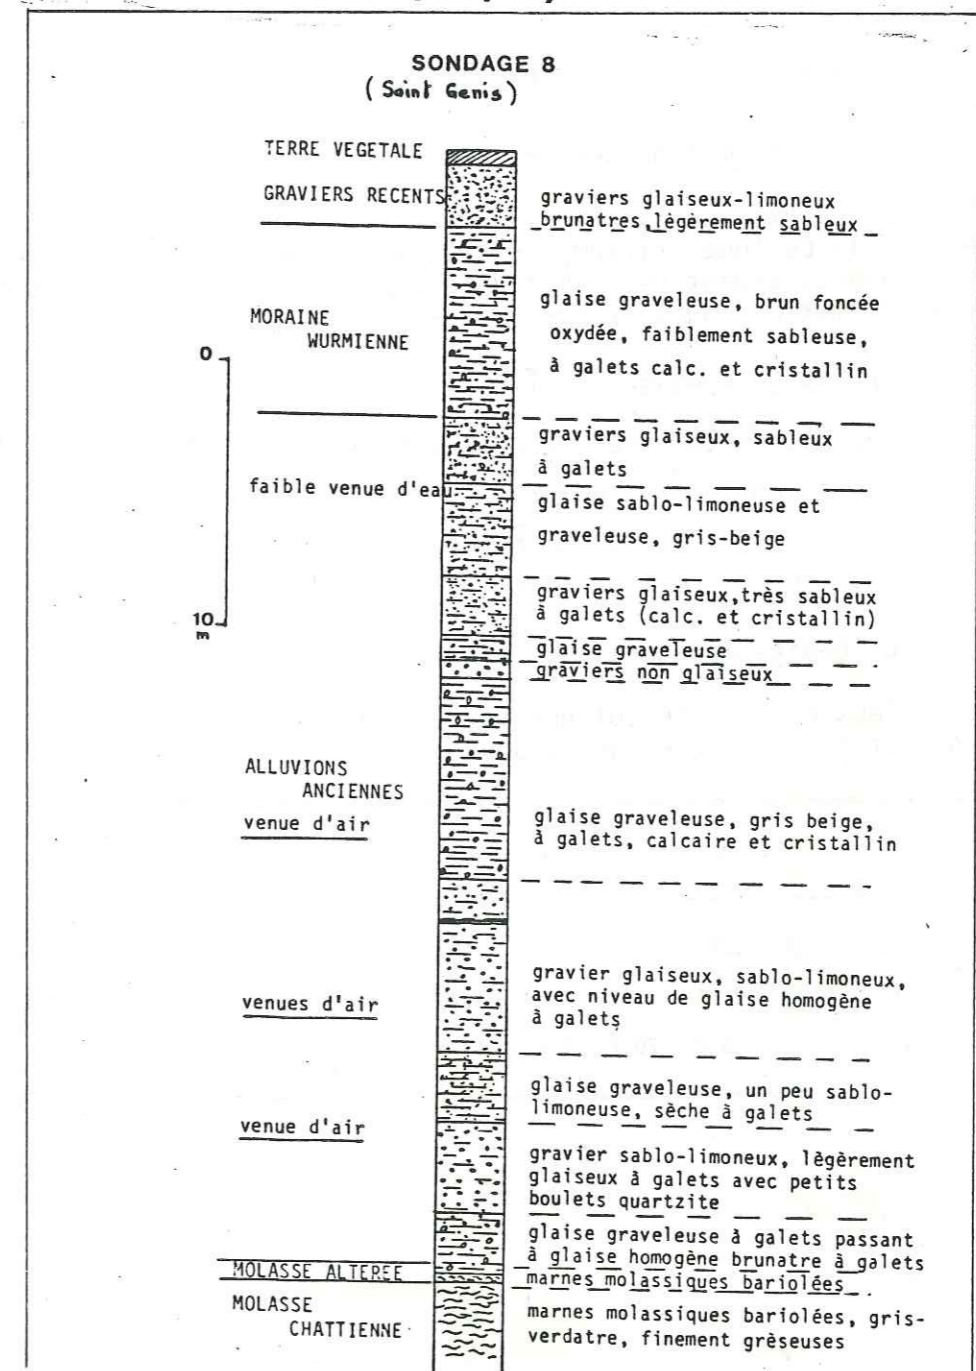 SONDAGE 8
(Saint Genis)
TERRE VEGETALE
GRAVIERS RECENTS
graviers glaiseux-limoneux
brunatres,lègèrement sableux
MORAINE
WURMIENNE
glaise graveleuse, brun foncée
oxydée, faiblement sableuse,
à galets calc. et cristallin
0
10
m
graviers glaiseux, sableux
à galets
faible venue d'eau
glaise sablo-limoneuse et
graveleuse, gris-beige
graviers glaiseux,très sableux
à galets (calc. et cristallin)
glaise graveleuse
graviers non glaiseux
ALLUVIONS
ANCIENNES
venue d'air
glaise graveleuse, gris beige,
à galets, calcaire et cristallin
venues d'air
gravier glaiseux, sablo-limoneux,
avec niveau de glaise homogène
à galets
glaise graveleuse, un peu sablo-
limoneuse, sèche à galets
venue d'air
gravier sablo-limoneux, lègèrement
glaiseux à galets avec petits
boulets quartzite
glaise graveleuse à galets passant
à glaise homogène brunatre à galets
MOLASSE ALTEREE
marnes molassiques bariolées
MOLASSE
CHATTIENNE
marnes molassiques bariolées, gris-
verdatre, finement grèseuses